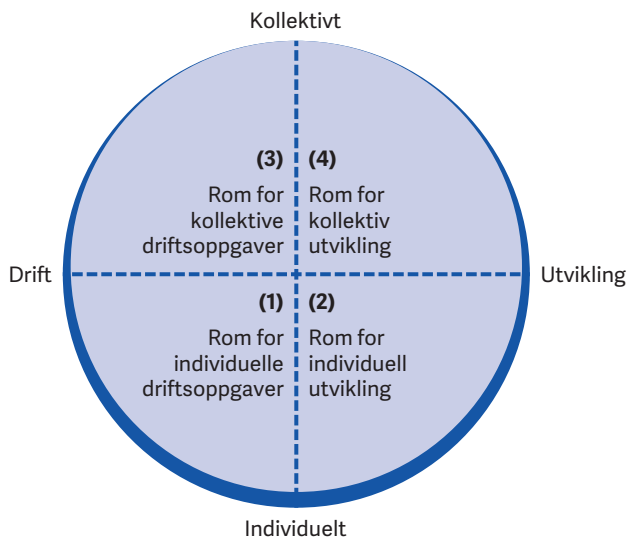 Kollektivt
(3)
Rom for
kollektive
driftsoppgaver
(4)
Rom for
kollektiv
utvikling
Drift
Utvikling
(1)
Rom for
individuelle
driftsoppgaver
(2)
Rom for
individuell
utvikling
Individuelt